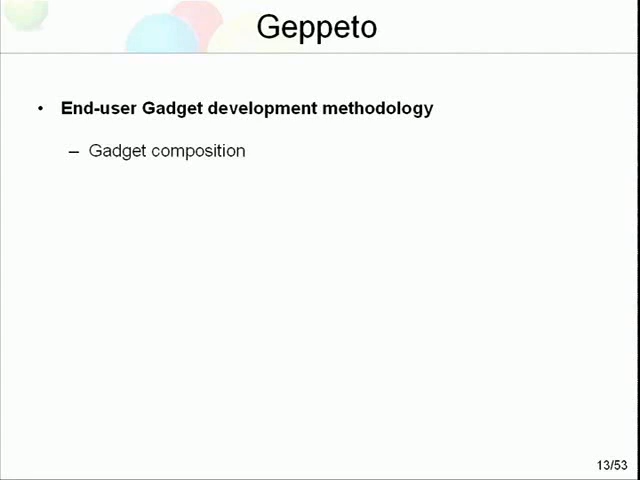 Geppeto
• End-user Gadget development methodology
– Gadget composition
13/53